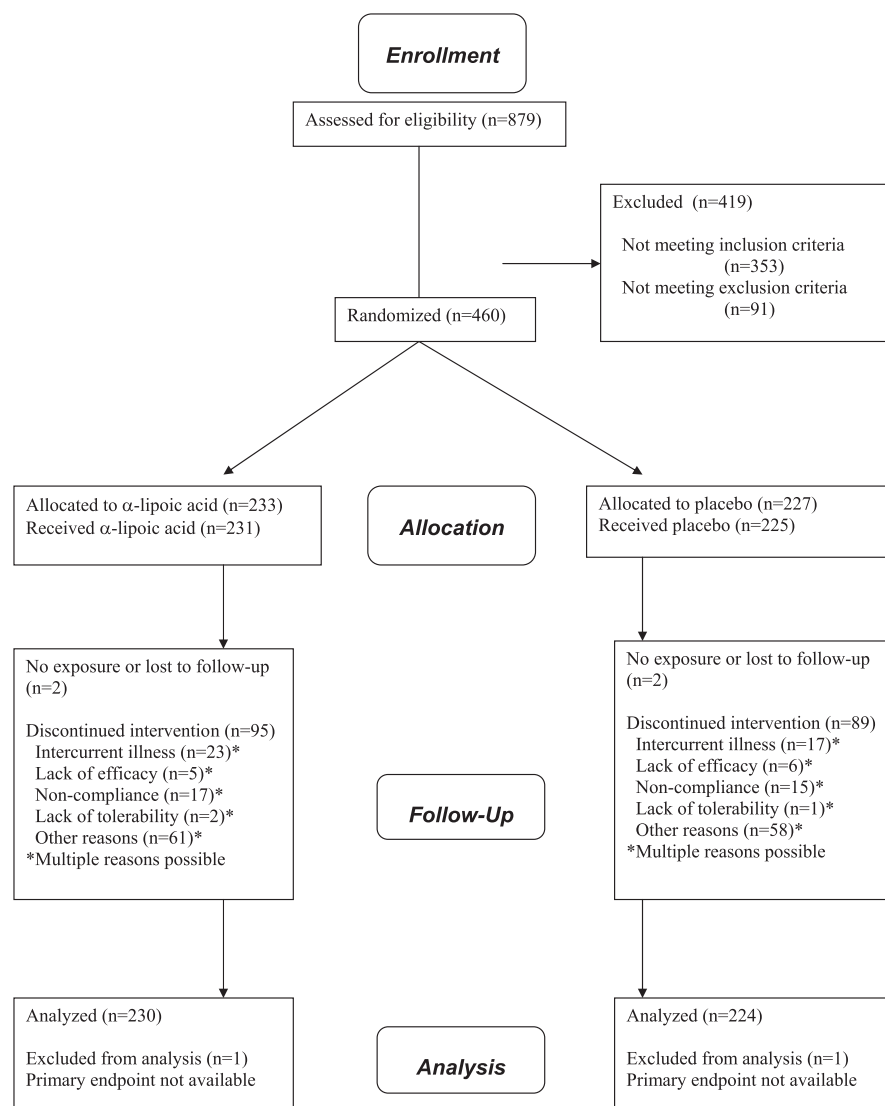 Enrollment
Assessed for eligibility (n=879)
Excluded (n=419)
Not meeting inclusion criteria
(n=353)
Not meeting exclusion criteria
(n=91)
Randomized (n=460)
Allocated to α-lipoic acid (n=233)
Received α-lipoic acid (n=231)
Allocation
Allocated to placebo (n=227)
Received placebo (n=225)
No exposure or lost to follow-up
(n=2)
Discontinued intervention (n=95)
Intercurrent illness (n=23)*
Lack of efficacy (n=5)*
Non-compliance (n=17)*
Lack of tolerability (n=2)*
Other reasons (n=61)*
*Multiple reasons possible
Follow-Up
No exposure or lost to follow-up
(n=2)
Discontinued intervention (n=89)
Intercurrent illness (n=17)*
Lack of efficacy (n=6)*
Non-compliance (n=15)*
Lack of tolerability (n=1)*
Other reasons (n=58)*
*Multiple reasons possible
Analyzed (n=230)
Excluded from analysis (n=1)
Primary endpoint not available
Analysis
Analyzed (n=224)
Excluded from analysis (n=1)
Primary endpoint not available